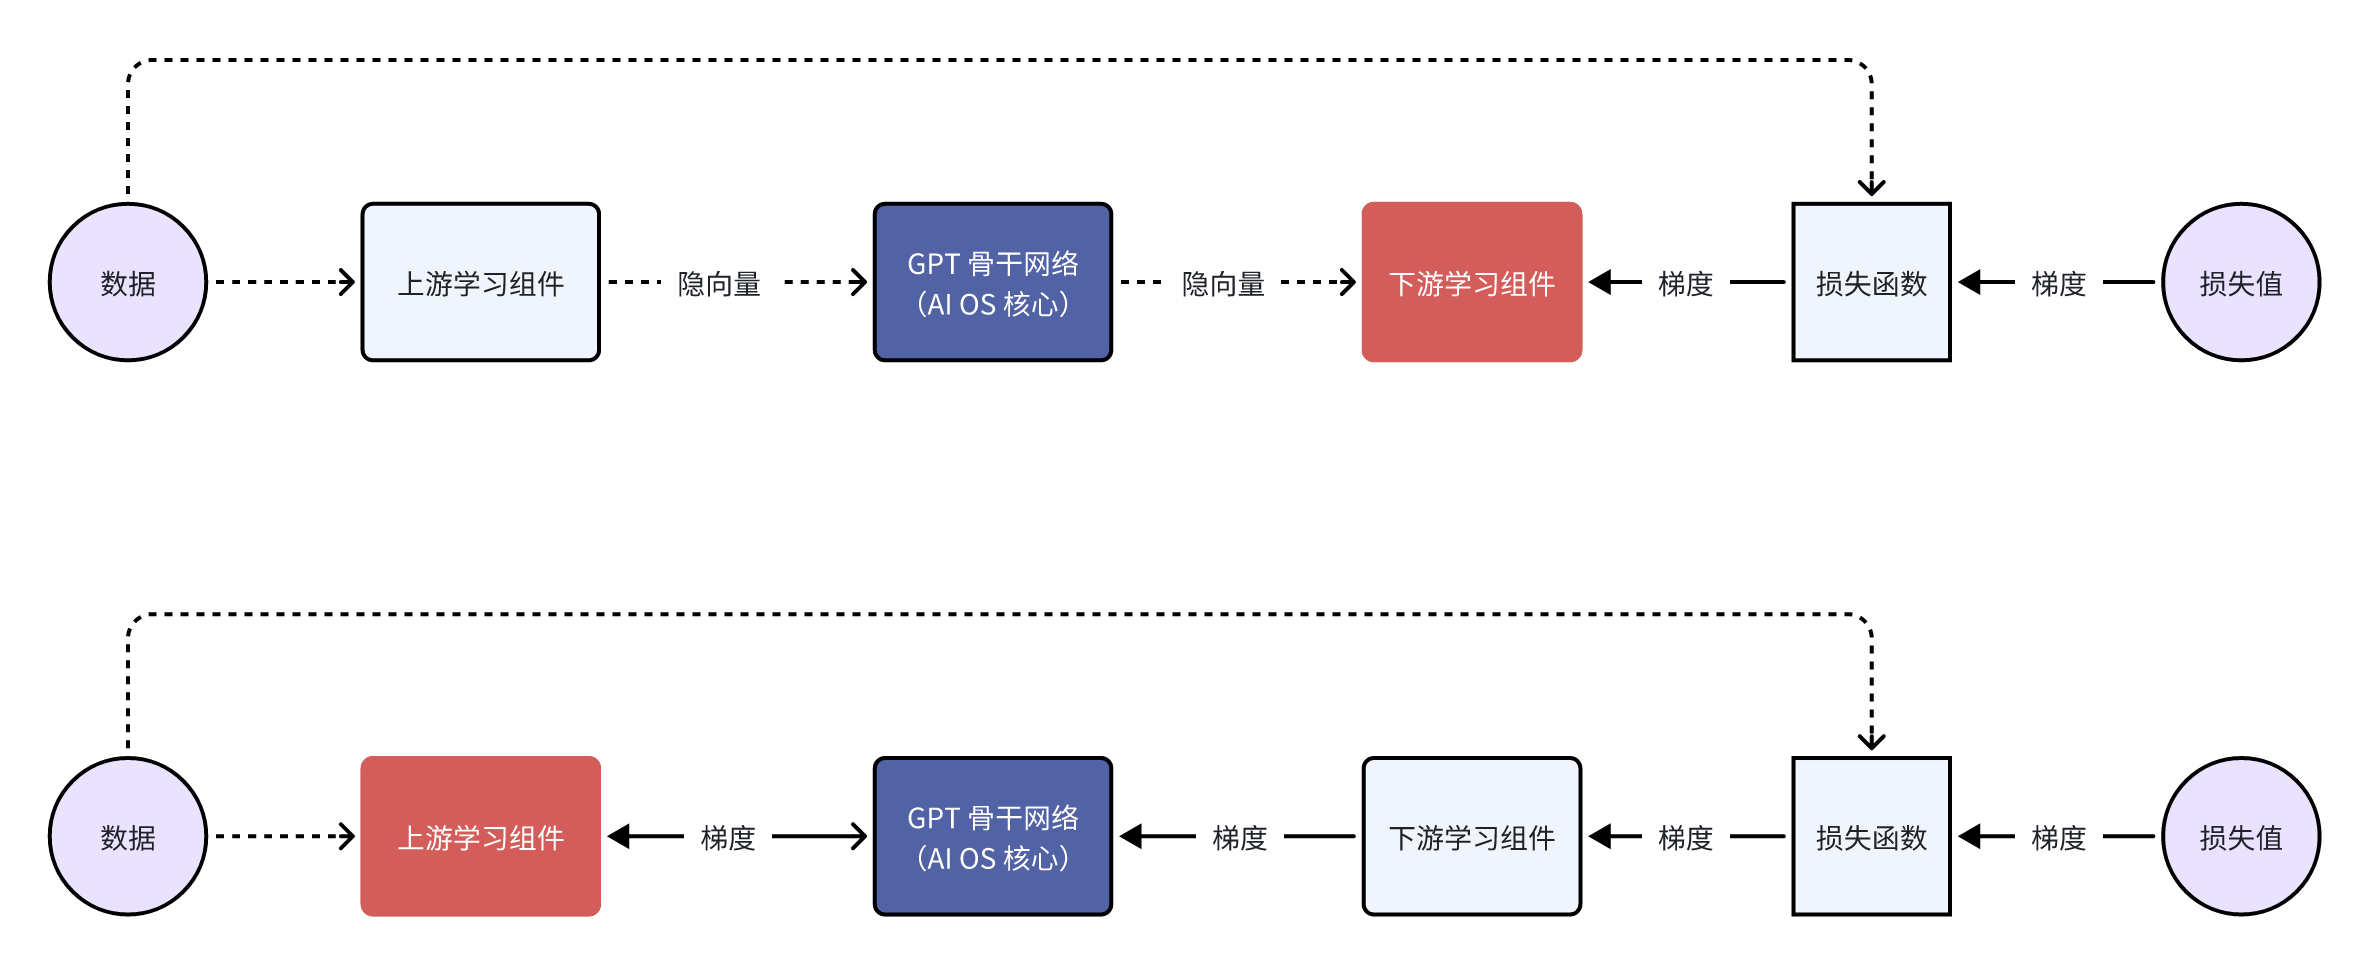 数据
上游学习组件
隐向量
GPT 骨干网络
（AI OS 核心）
隐向量
下游学习组件
梯度
损失函数
梯度
损失值
数据
上游学习组件
梯度
GPT 骨干网络
（AI OS 核心）
梯度
下游学习组件
梯度
损失函数
梯度
损失值